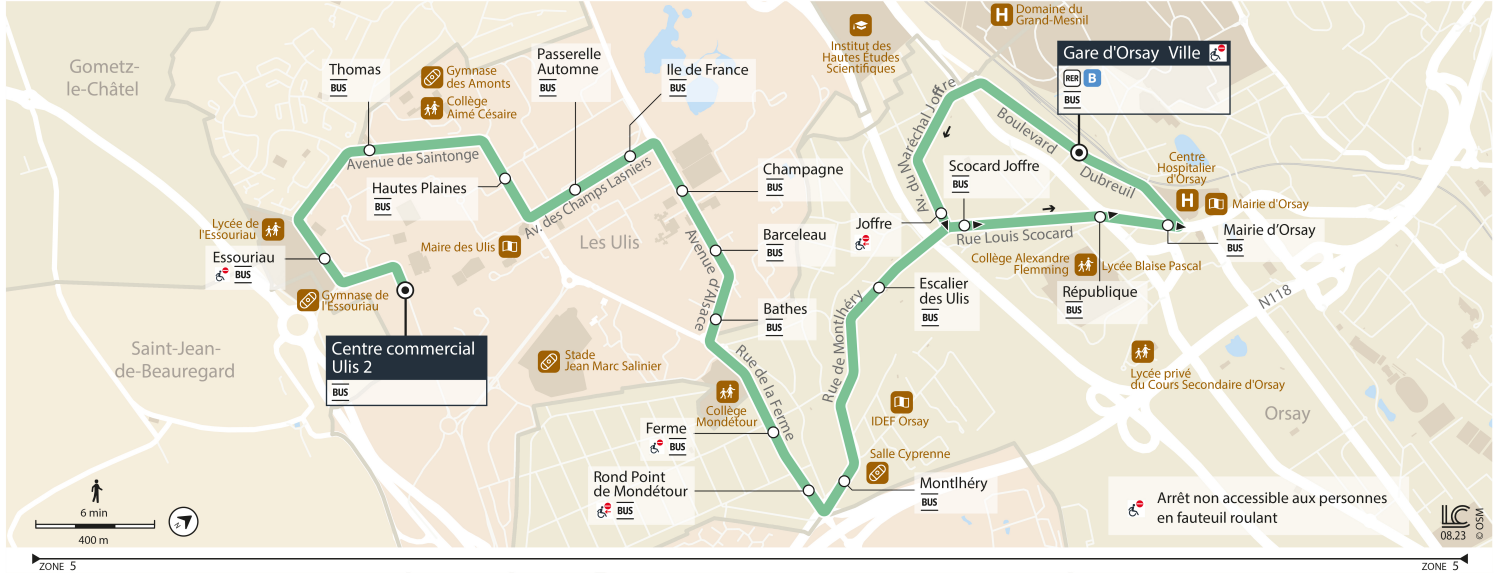 Gometz-
le-Châtel
Thomas
BUS
Gymnase
des Amonts
Collège
Aimé Césaire
Passerelle
Automne
BUS
Ile de France
BUS
Institut des
Hautes Études
Scientifiques
H
Domaine du
Grand-Mesnil
Gare d'Orsay Ville
RER B
BUS
Avenue de Saintonge
Hautes Plaines
BUS
Av. des Champs Lasniers
Champagne
BUS
Av. du Maréchal Joffre
Boulevard
Dubreuil
Scocard Joffre
BUS
Centre
Hospitalier
d'Orsay
H
Mairie d'Orsay
Lycée de
l'Essouriau
Essouriau
BUS
Maire des Ulis
Les Ulis
Barceleau
BUS
Avenue d'Alsace
Joffre
Rue Louis Scocard
Mairie d'Orsay
BUS
Collège Alexandre
Flemming
Lycée Blaise Pascal
République
BUS
N118
Gymnase de
l'Essouriau
Escalier
des Ulis
BUS
Bathes
BUS
Centre commercial
Ulis 2
BUS
Saint-Jean-
de-Beauregard
Stade
Jean Marc Salinier
Rue de la Ferme
Rue de Montlhéry
Lycée privé
du Cours Secondaire d'Orsay
Orsay
Collège
Mondétour
IDEF Orsay
Ferme
BUS
Salle Cyprenne
Rond Point
de Mondétour
BUS
Montlhéry
BUS
6 min
400 m
N
Arrêt non accessible aux personnes
en fauteuil roulant
LC
08.23
© OSM
ZONE 5
ZONE 5